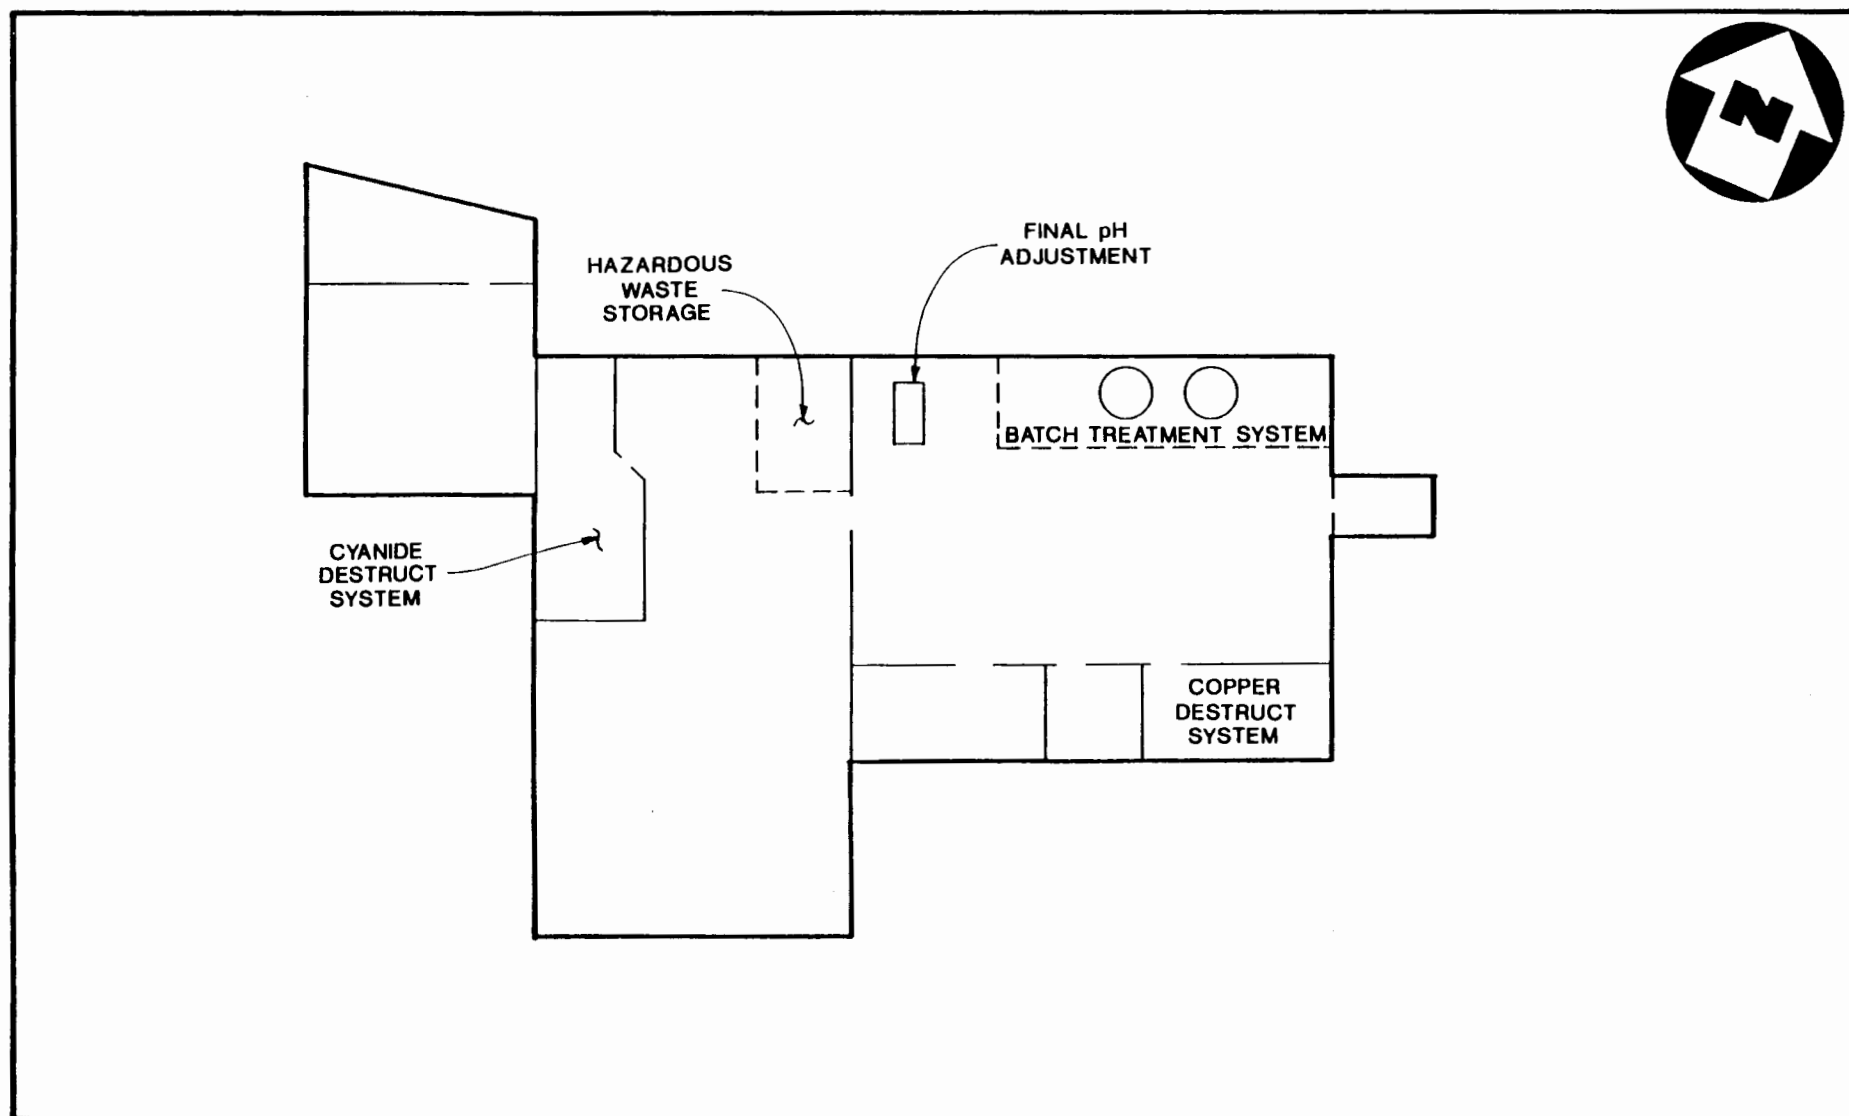 N
FINAL pH
ADJUSTMENT
HAZARDOUS
WASTE
STORAGE
BATCH TREATMENT SYSTEM
CYANIDE
DESTRUCT
SYSTEM
COPPER
DESTRUCT
SYSTEM